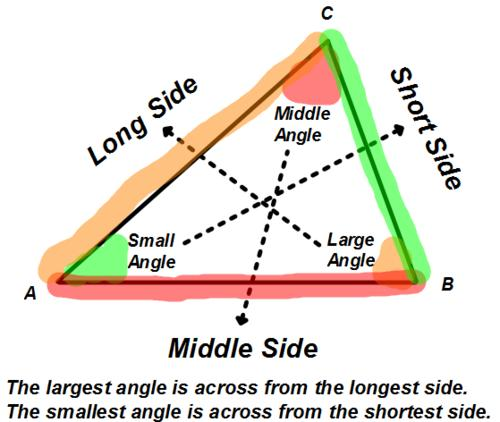 C
Long Side
Short Side
Middle
Angle
Small
Angle
Large
Angle
A
B
Middle Side
The largest angle is across from the longest side.
The smallest angle is across from the shortest side.